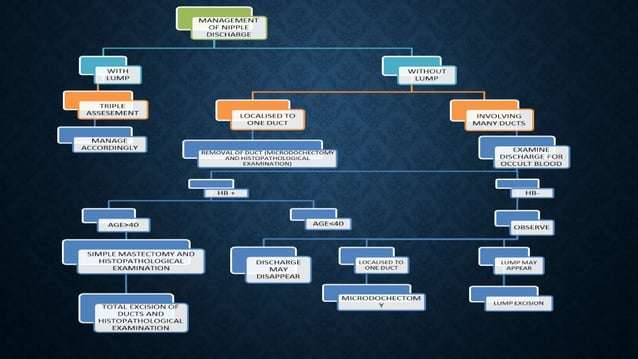 MANAGEMENT
OF NIPPLE
DISCHARGE
WITH
LUMP
WITHOUT
LUMP
TRIPLE
ASSESEMENT
LOCALISED TO
ONE DUCT
INVOLVING
MANY DUCTS
MANAGE
ACCORDINGLY
REMOVAL OF DUCT (MICRODOCHECTOMY
AND HISTOPATHOLOGICAL
EXAMINATION)
EXAMINE
DISCHARGE FOR
OCCULT BLOOD
HB +
HB-
AGE>40
AGE<40
OBSERVE
SIMPLE MASTECTOMY AND
HISTOPATHOLOGICAL
EXAMINATION
DISCHARGE
MAY
DISAPPEAR
LOCALISED TO
ONE DUCT
LUMP MAY
APPEAR
TOTAL EXCISION OF
DUCTS AND
HISTOPATHOLOGICAL
EXAMINATION
MICRODOCHECTOM
Y
LUMP EXCISION